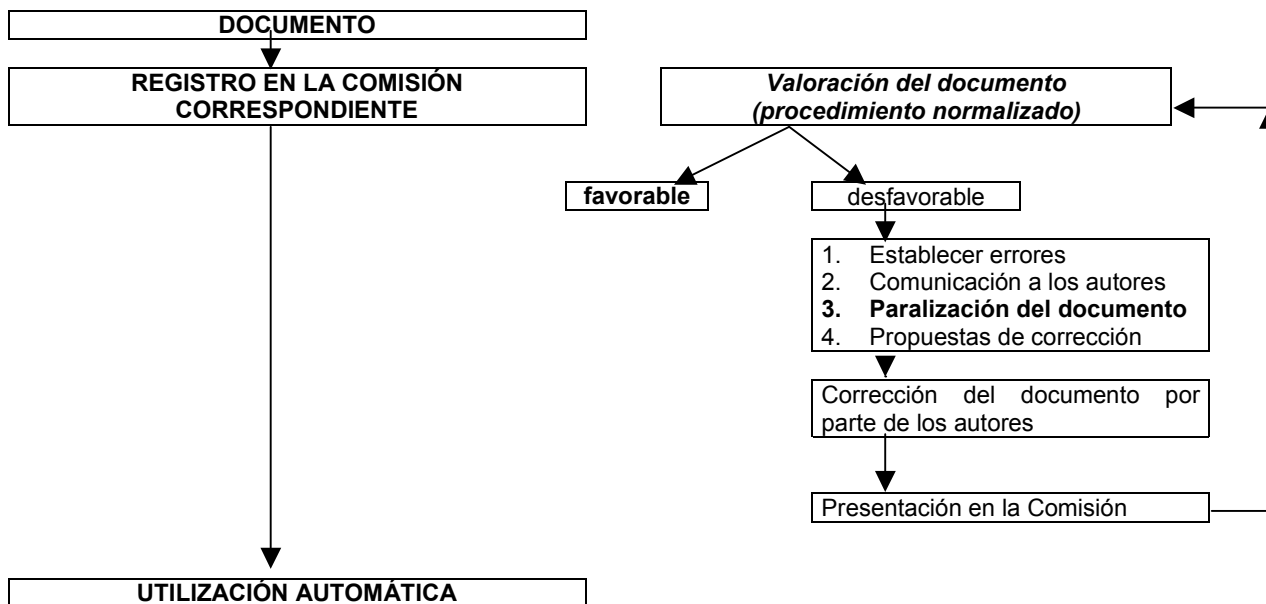 DOCUMENTO
REGISTRO EN LA COMISIÓN
CORRESPONDIENTE
Valoración del documento
(procedimiento normalizado)
favorable
desfavorable
1. Establecer errores
2. Comunicación a los autores
3. Paralización del documento
4. Propuestas de corrección
Corrección del documento por
parte de los autores
Presentación en la Comisión
UTILIZACIÓN AUTOMÁTICA